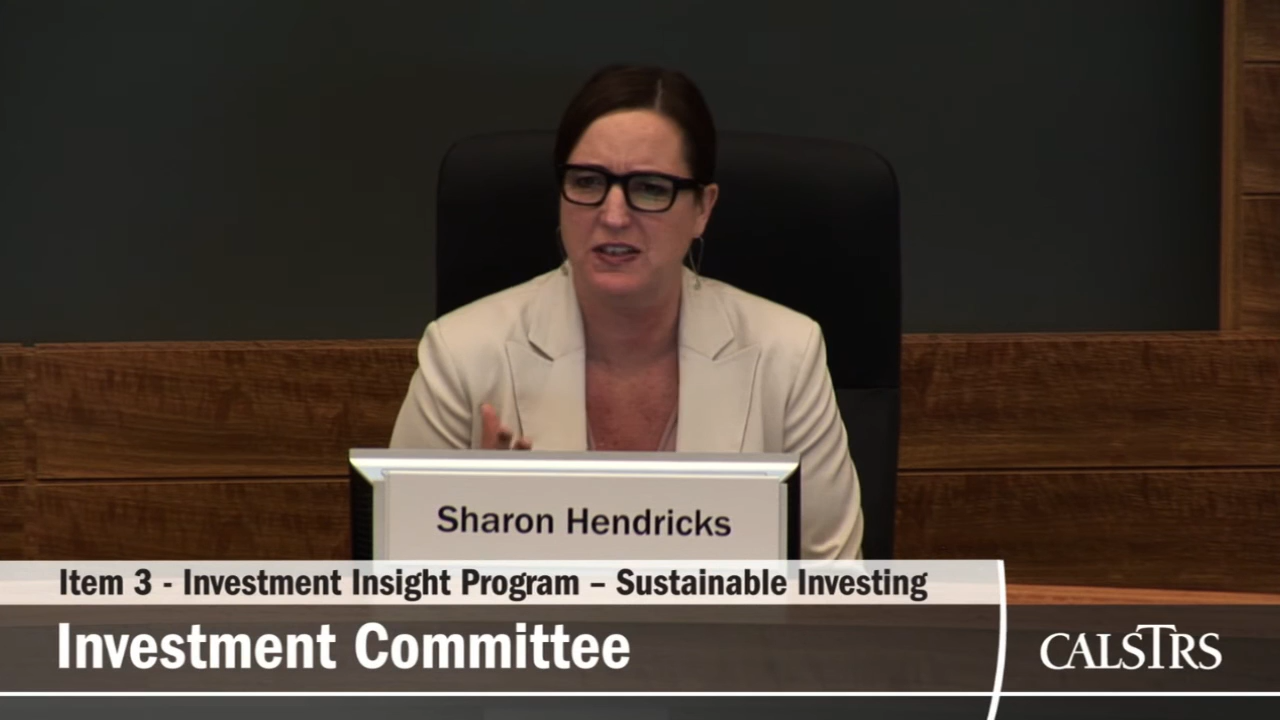 Sharon Hendricks
Item 3 - Investment Insight Program – Sustainable Investing
Investment Committee
CALSTRS